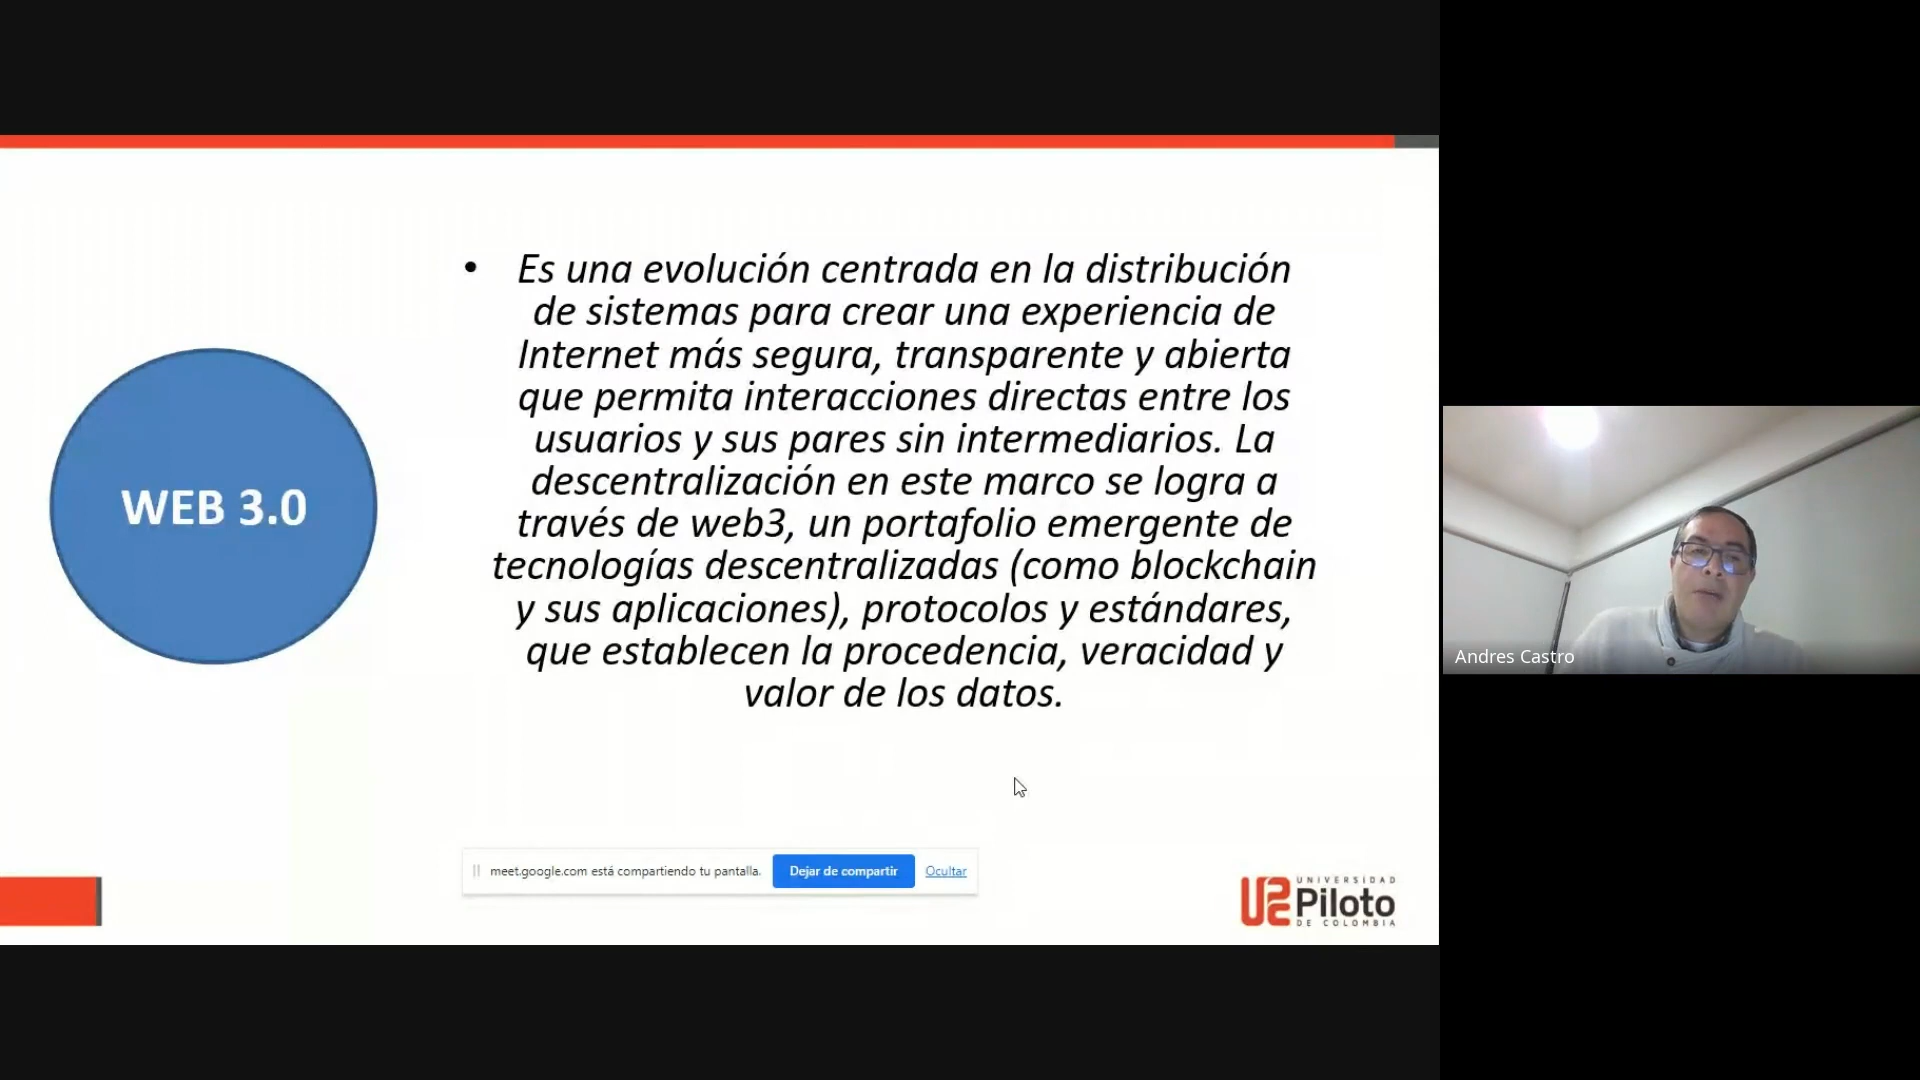 WEB 3.0
• Es una evolución centrada en la distribución
de sistemas para crear una experiencia de
Internet más segura, transparente y abierta
que permita interacciones directas entre los
usuarios y sus pares sin intermediarios. La
descentralización en este marco se logra a
través de web3, un portafolio emergente de
tecnologías descentralizadas (como blockchain
y sus aplicaciones), protocolos y estándares,
que establecen la procedencia, veracidad y
valor de los datos.
meet.google.com está compartiendo tu pantalla. Dejar de compartir Ocultar
UNIVERSIDAD
Piloto
DE COLOMBIA
Andres Castro